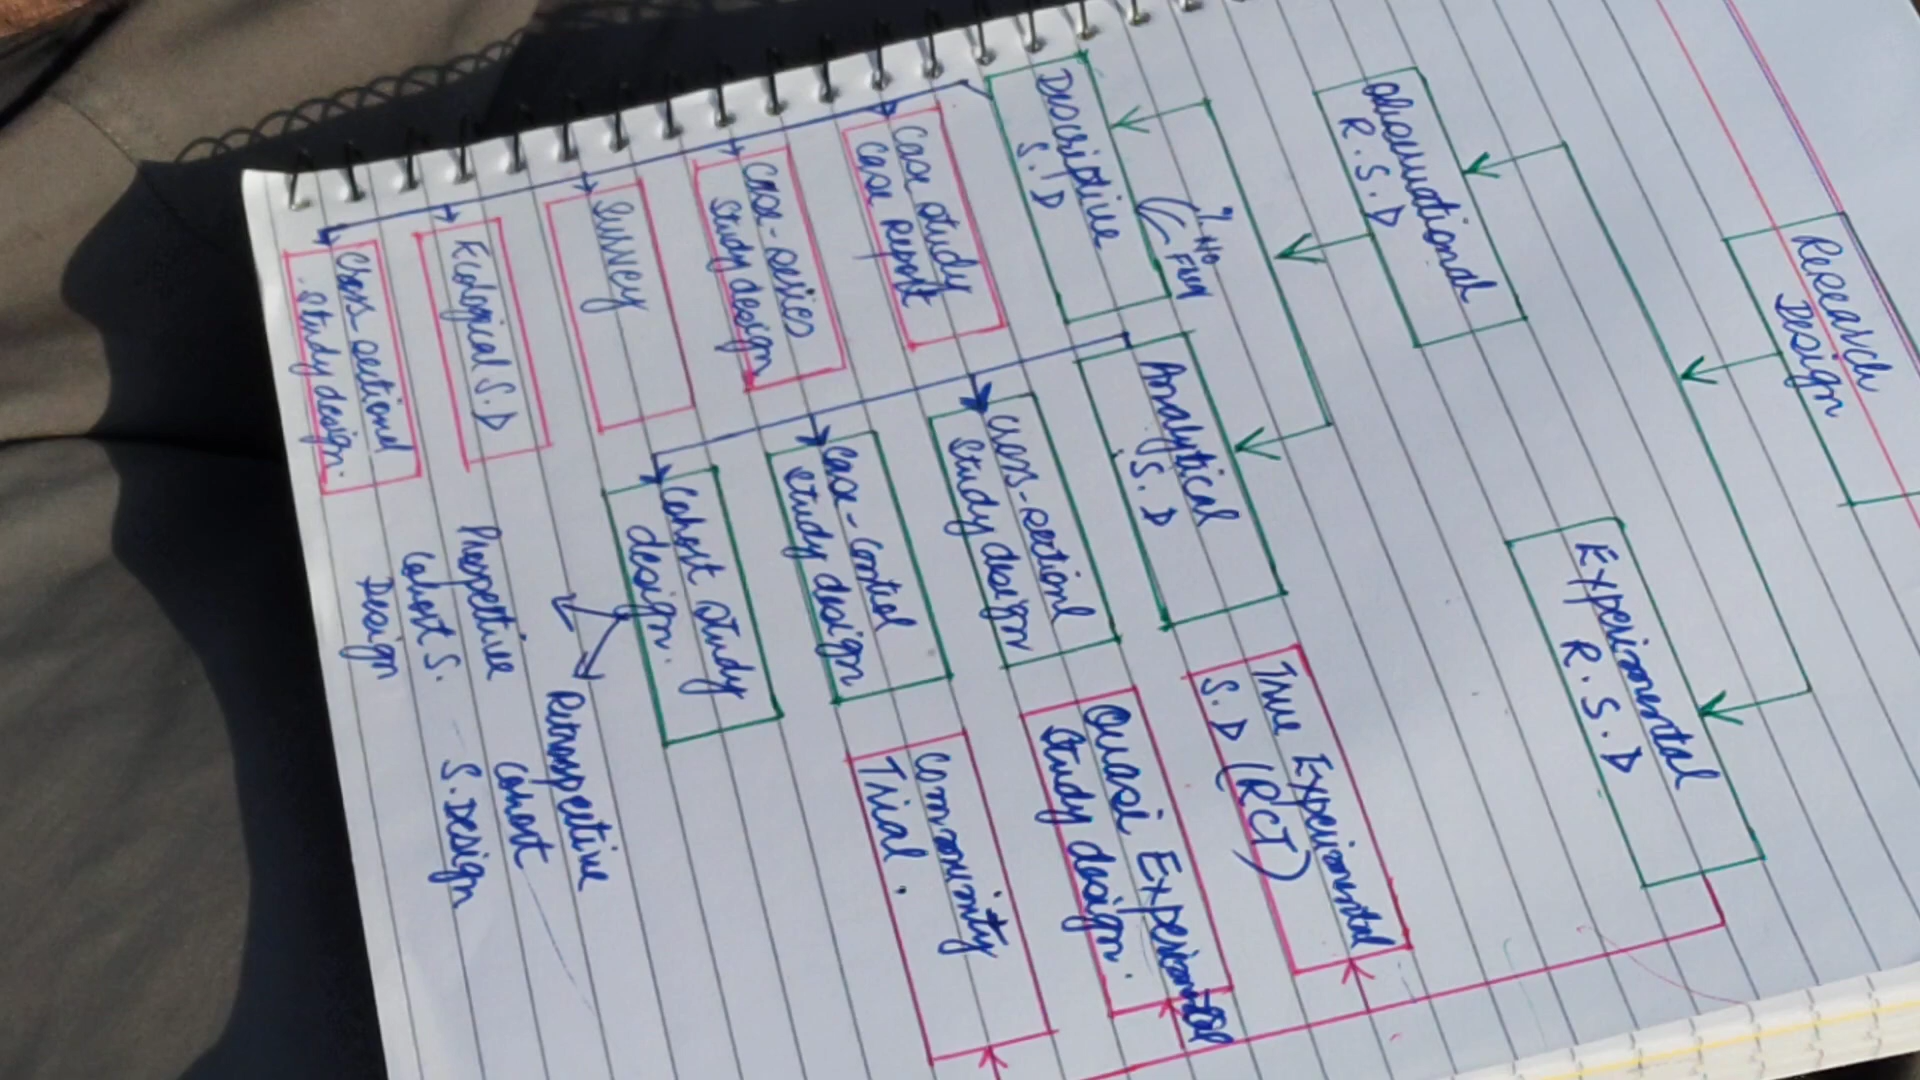 Research
Design
Observational
R.S.D
Experimental
R.S.D
No
Descriptive
S.D
Analytical
S.D
True Experimental
S.D (RCT)
Case study
Case Report
Cross-sectional
study design
Quasi Experimental
study design.
Case-series
study design
Case-control
study design
Community
Trial.
Survey
Cohort study
design.
Ecological S.D
Cross sectional
study design.
Prospective
Cohort S.
Design
Retrospective
Cohort
S. Design